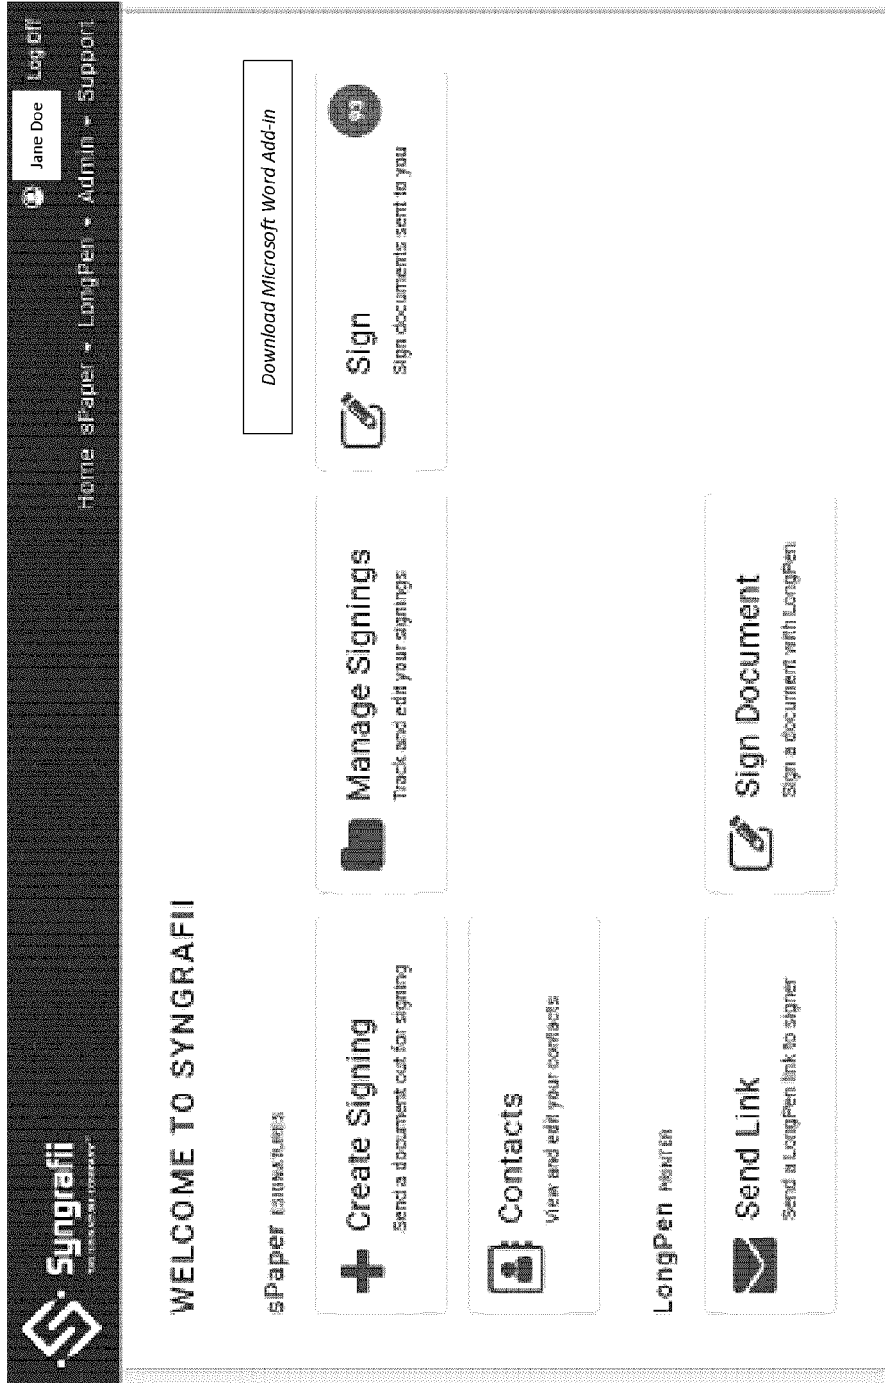 Syngrafii
Jane Doe Log Off
Home sPaper LongPen Admin Support
WELCOME TO SYNGRAFII
Download Microsoft Word Add-in
sPaper ESIGNATURES
Create Signing
Send a document out for signing
Manage Signings
Track and edit your signings
Sign
Sign documents sent to you
Contacts
View and edit your contacts
LongPen PRINTER
Send Link
Send a LongPen link to signer
Sign Document
Sign a document with LongPen